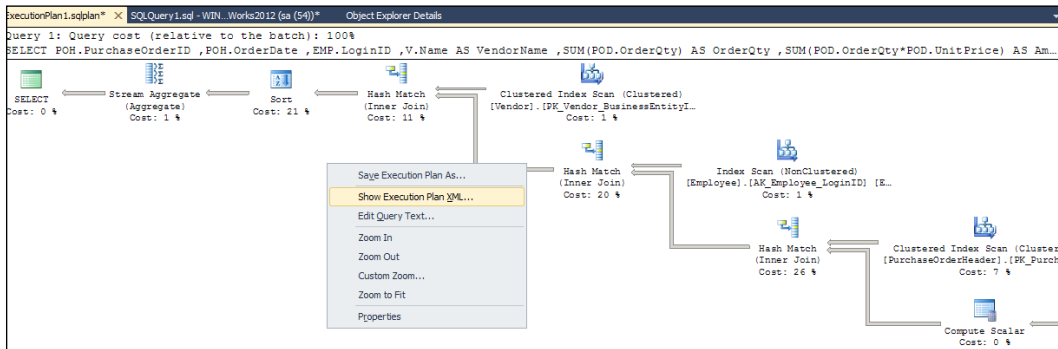 ExecutionPlan1.sqlplan* × SQLQuery1.sql - WIN...Works2012 (sa (54))* Object Explorer Details
Query 1: Query cost (relative to the batch): 100%
SELECT POH.PurchaseOrderID ,POH.OrderDate ,EMP.LoginID ,V.Name AS VendorName ,SUM(POD.OrderQty) AS OrderQty ,SUM(POD.OrderQty*POD.UnitPrice) AS Am...
SELECT
Cost: 0 %
Stream Aggregate
(Aggregate)
Cost: 1 %
Sort
Cost: 21 %
Hash Match
(Inner Join)
Cost: 11 %
Clustered Index Scan (Clustered)
[Vendor].[PK_Vendor_BusinessEntityI...
Cost: 1 %
Hash Match
(Inner Join)
Cost: 20 %
Index Scan (NonClustered)
[Employee].[AK_Employee_LoginID] [E...
Cost: 1 %
Save Execution Plan As...
Show Execution Plan XML...
Edit Query Text...
Zoom In
Zoom Out
Custom Zoom...
Zoom to Fit
Properties
Hash Match
(Inner Join)
Cost: 26 %
Clustered Index Scan (Cluster
[PurchaseOrderHeader].[PK_Purch
Cost: 7 %
Compute Scalar
Cost: 0 %